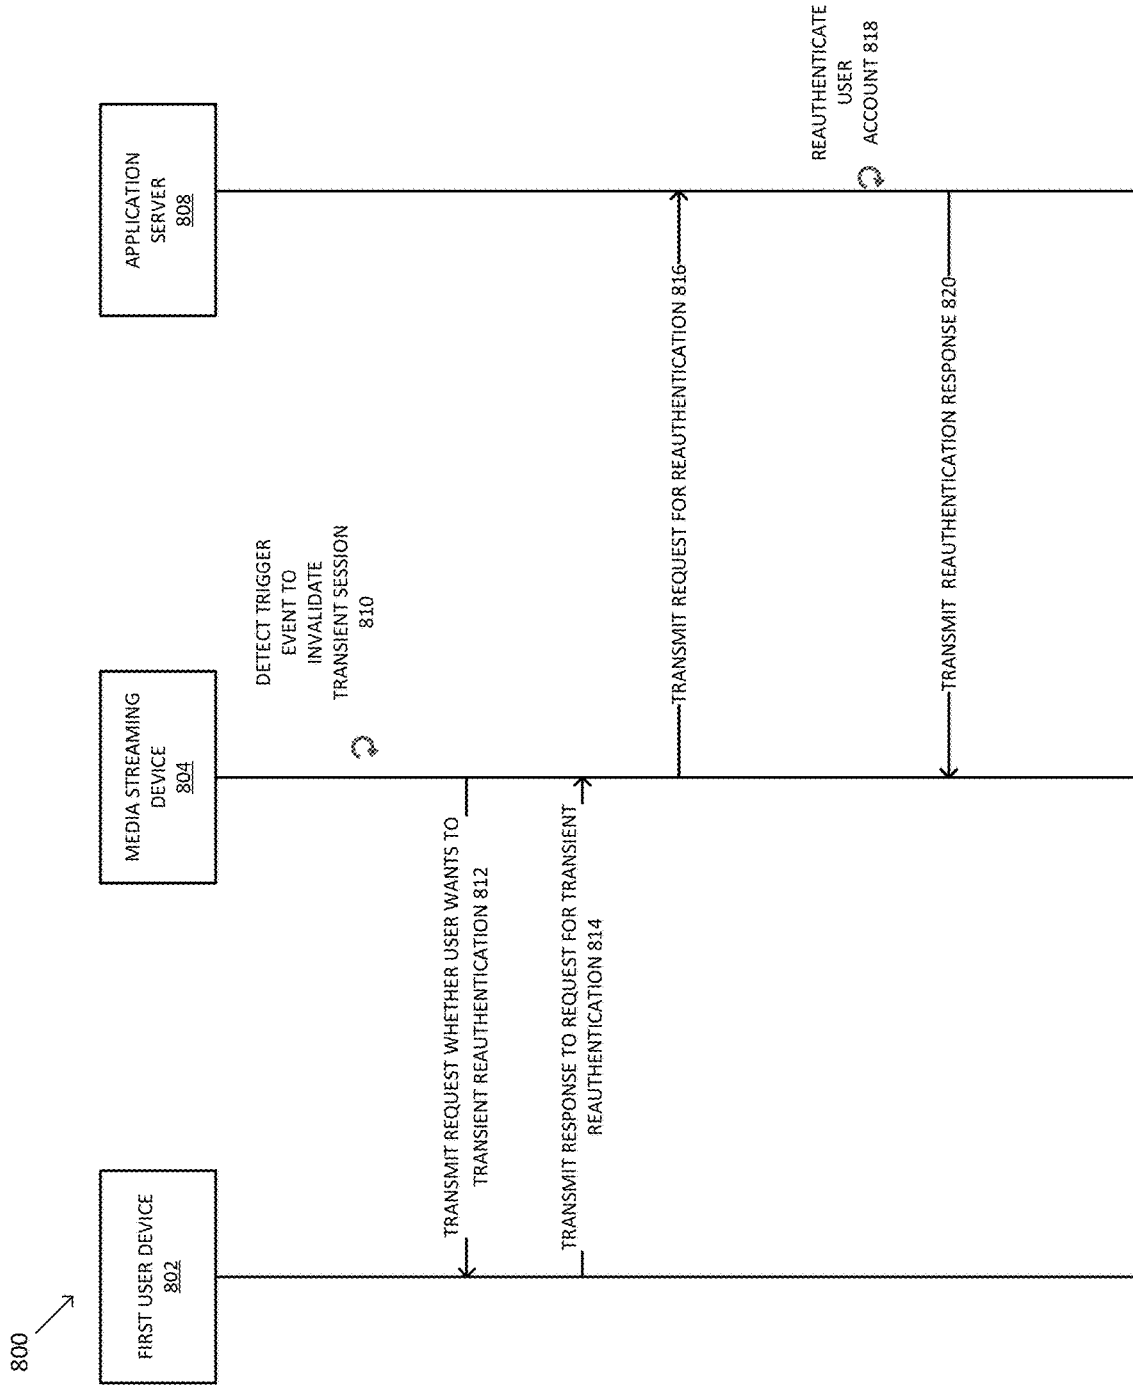 800
FIRST USER DEVICE
802
MEDIA STREAMING
DEVICE
804
APPLICATION
SERVER
808
DETECT TRIGGER
EVENT TO
INVALIDATE
TRANSIENT SESSION
810
TRANSMIT REQUEST WHETHER USER WANTS TO
TRANSIENT REAUTHENTICATION 812
TRANSMIT RESPONSE TO REQUEST FOR TRANSIENT
REAUTHENTICATION 814
TRANSMIT REQUEST FOR REAUTHENTICATION 816
REAUTHENTICATE
USER
ACCOUNT 818
TRANSMIT REAUTHENTICATION RESPONSE 820